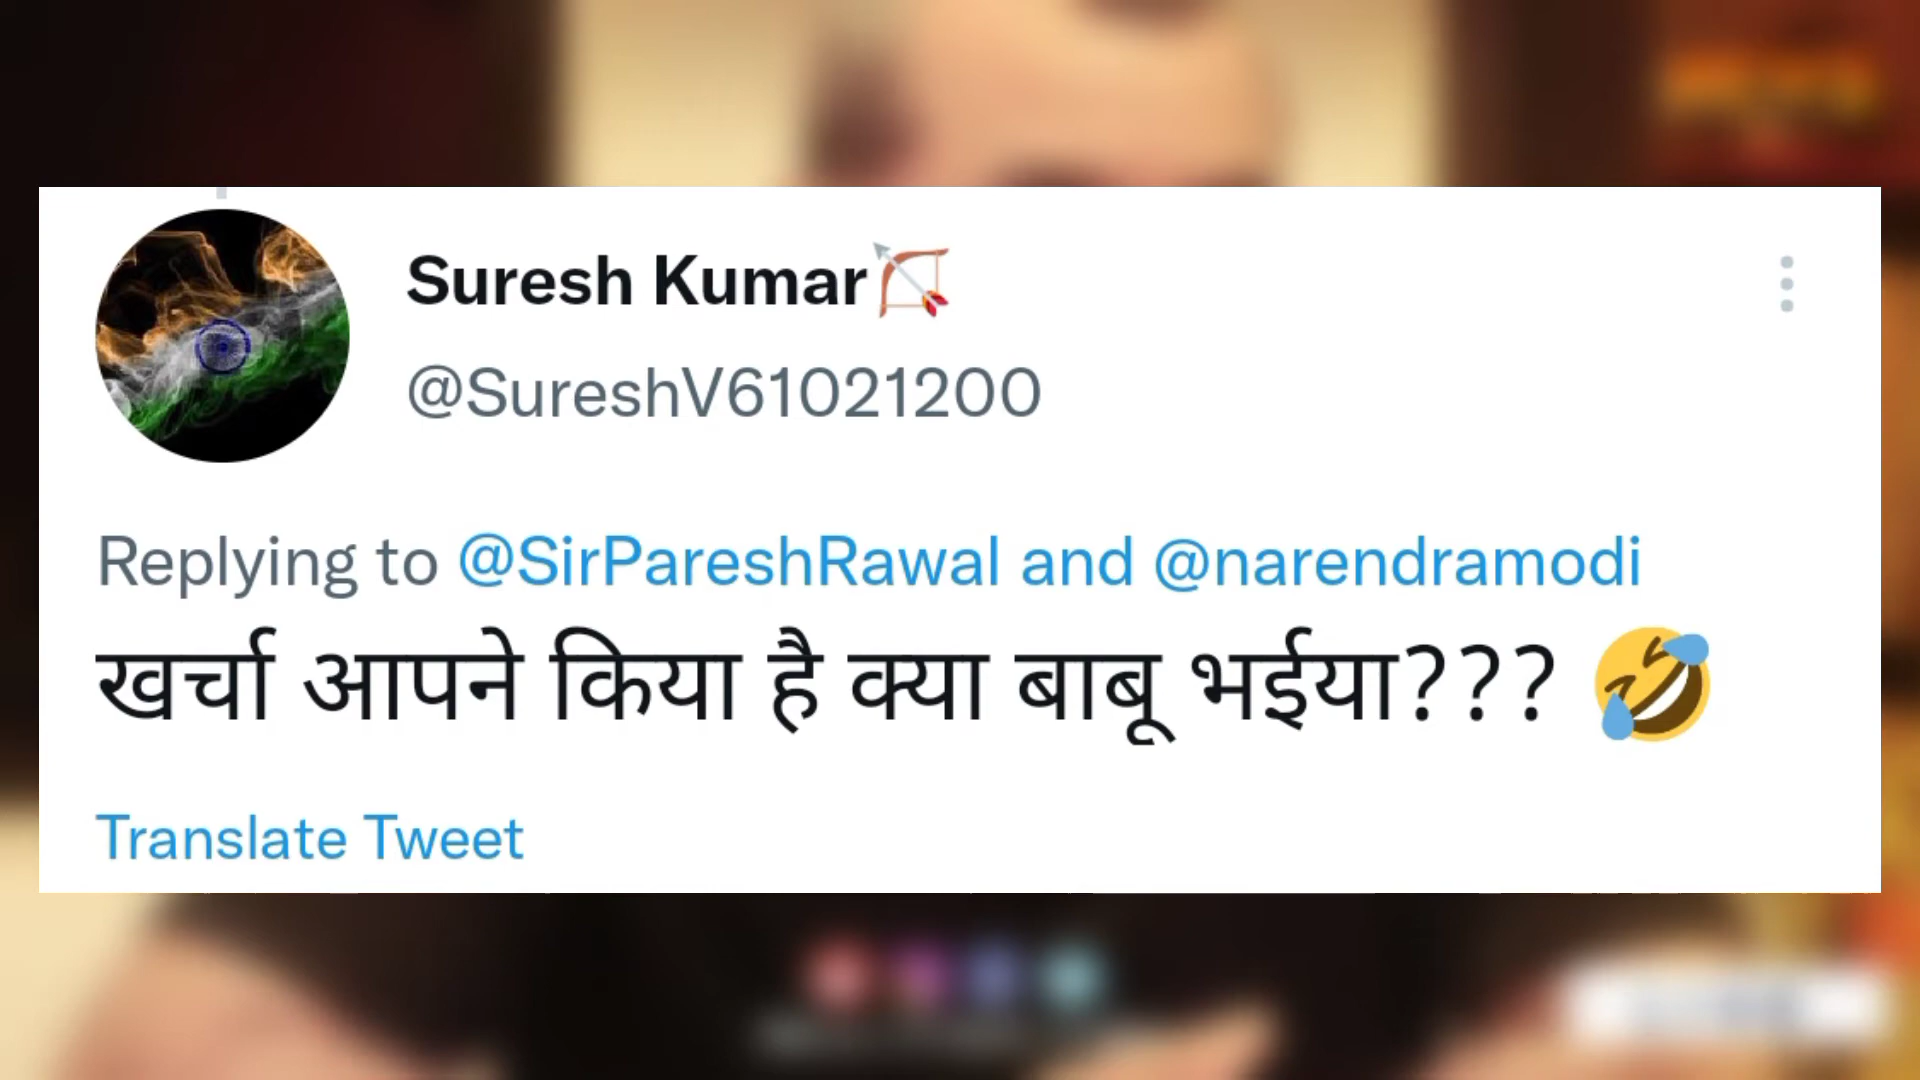 Suresh Kumar🏹
@SureshV61021200
Replying to @SirPareshRawal and @narendramodi
खर्चा आपने किया है क्या बाबू भईया??? 🤣
Translate Tweet